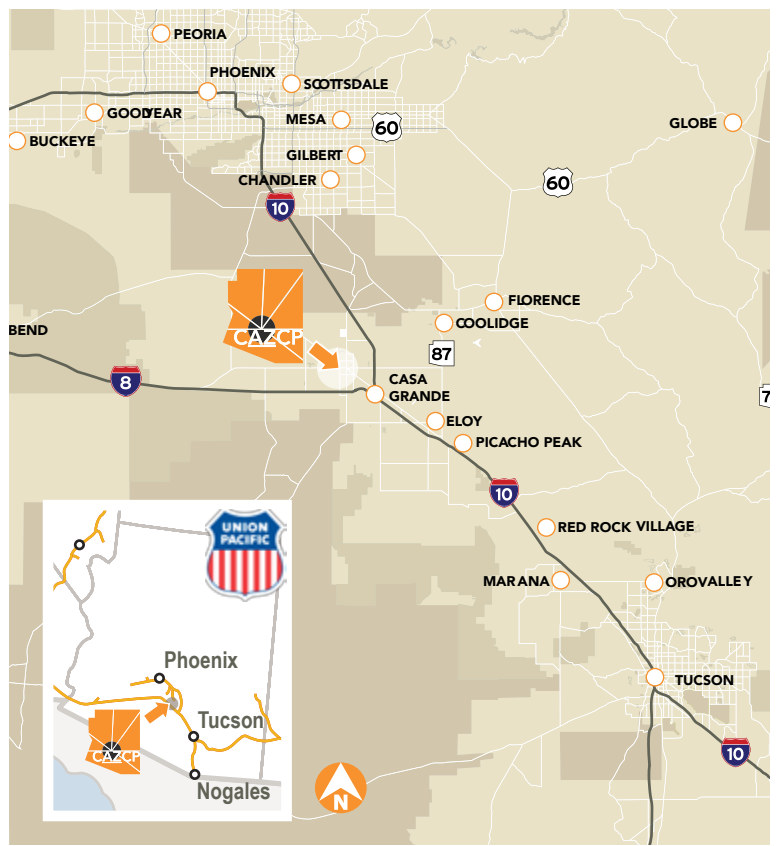 PEORIA
PHOENIX
SCOTTSDALE
GOODYEAR
MESA
60
GLOBE
BUCKEYE
GILBERT
CHANDLER
60
10
FLORENCE
COOLIDGE
BEND
CAZCP
87
8
CASA
GRANDE
7
ELOY
PICACHO PEAK
10
RED ROCK VILLAGE
MARANA
OROVALLEY
TUCSON
10
UNION
PACIFIC
Phoenix
Tucson
CAZCP
Nogales
N